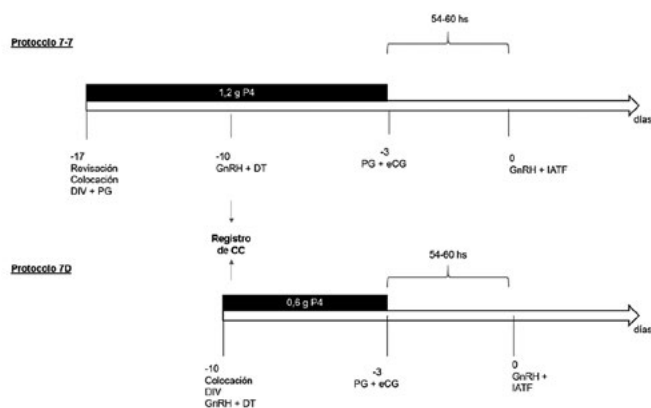 54-60 hs
Protocolo 7-7
1,2 g P4
días
-17
Revisación
Colocación
DIV + PG
-10
GnRH + DT
-3
PG + eCG
0
GnRH + IATF
Registro
de CC
Protocolo 7D
54-60 hs
0,6 g P4
días
-10
Colocación
DIV
GnRH + DT
-3
PG + eCG
0
GnRH +
IATF